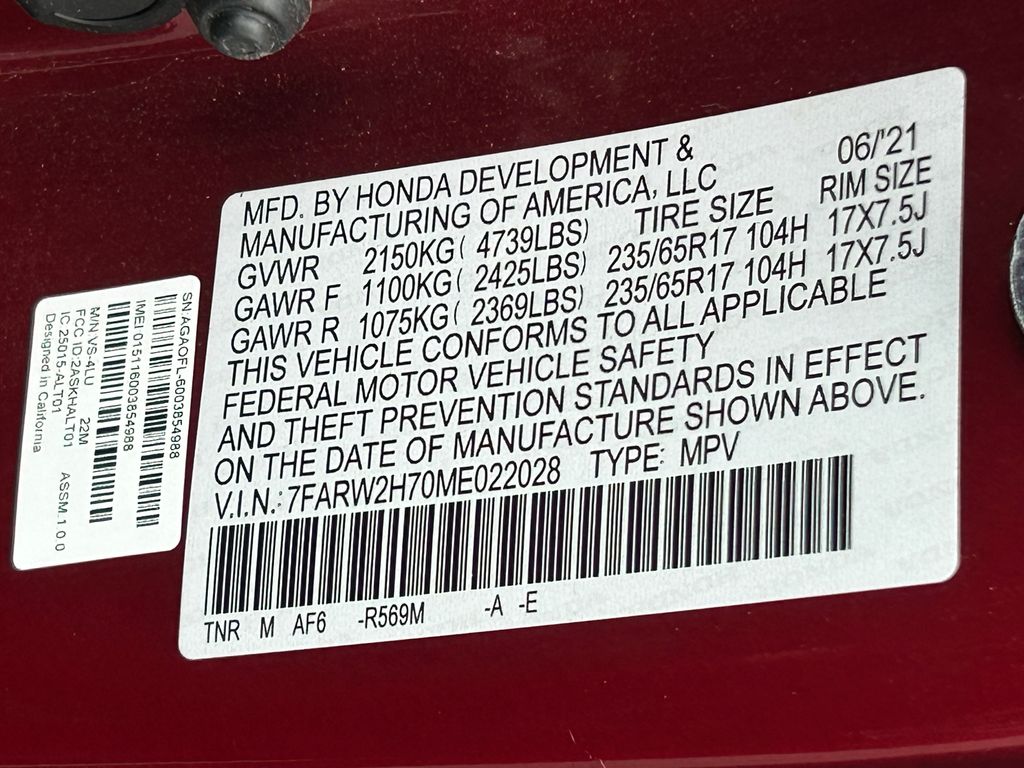 MFD. BY HONDA DEVELOPMENT & 06/'21
MANUFACTURING OF AMERICA, LLC
TIRE SIZE RIM SIZE
GVWR 2150KG( 4739LBS)
GAWR F 1100KG( 2425LBS) 235/65R17 104H 17X7.5J
GAWR R 1075KG( 2369LBS) 235/65R17 104H 17X7.5J
THIS VEHICLE CONFORMS TO ALL APPLICABLE
FEDERAL MOTOR VEHICLE SAFETY
AND THEFT PREVENTION STANDARDS IN EFFECT
ON THE DATE OF MANUFACTURE SHOWN ABOVE.
V.I.N.: 7FARW2H70ME022028 TYPE: MPV
TNR M AF6 -R569M -A -E
SN:AGAOFL-6003854988
IMEI 015116003854988
M/N VS-4LU 22M
FCC ID:2ASKHALT01 ASSM.1.0.0
IC 25015-ALT01
Designed in California